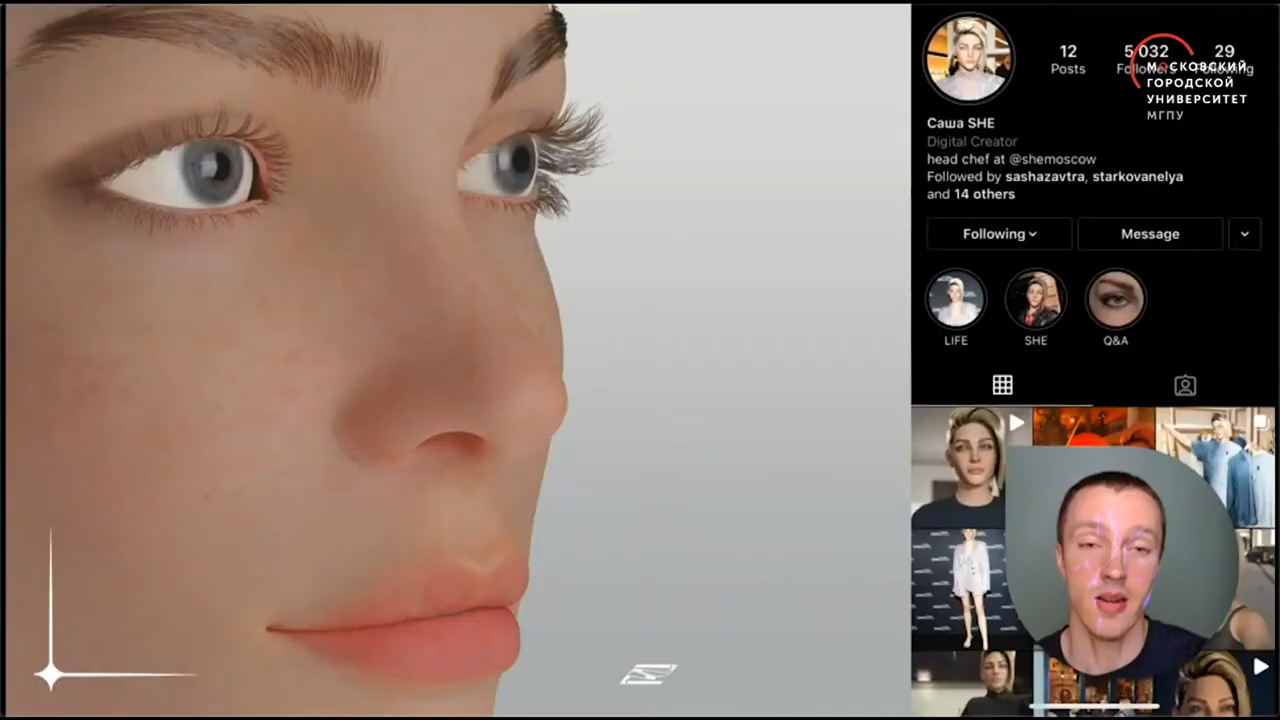 12
5 032
29
Posts
Followers
Following
МОСКОВСКИЙ
ГОРОДСКОЙ
УНИВЕРСИТЕТ
МГПУ
Саша SHE
Digital Creator
head chef at @shemoscow
Followed by sashazavtra, starkovanelya
and 14 others
Following
Message
LIFE
SHE
Q&A